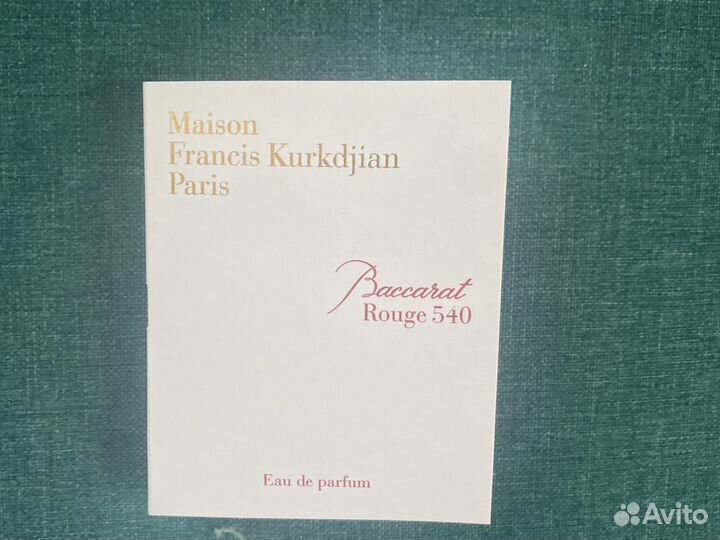 Maison
Francis Kurkdjian
Paris
Baccarat
Rouge 540
Eau de parfum
Avito